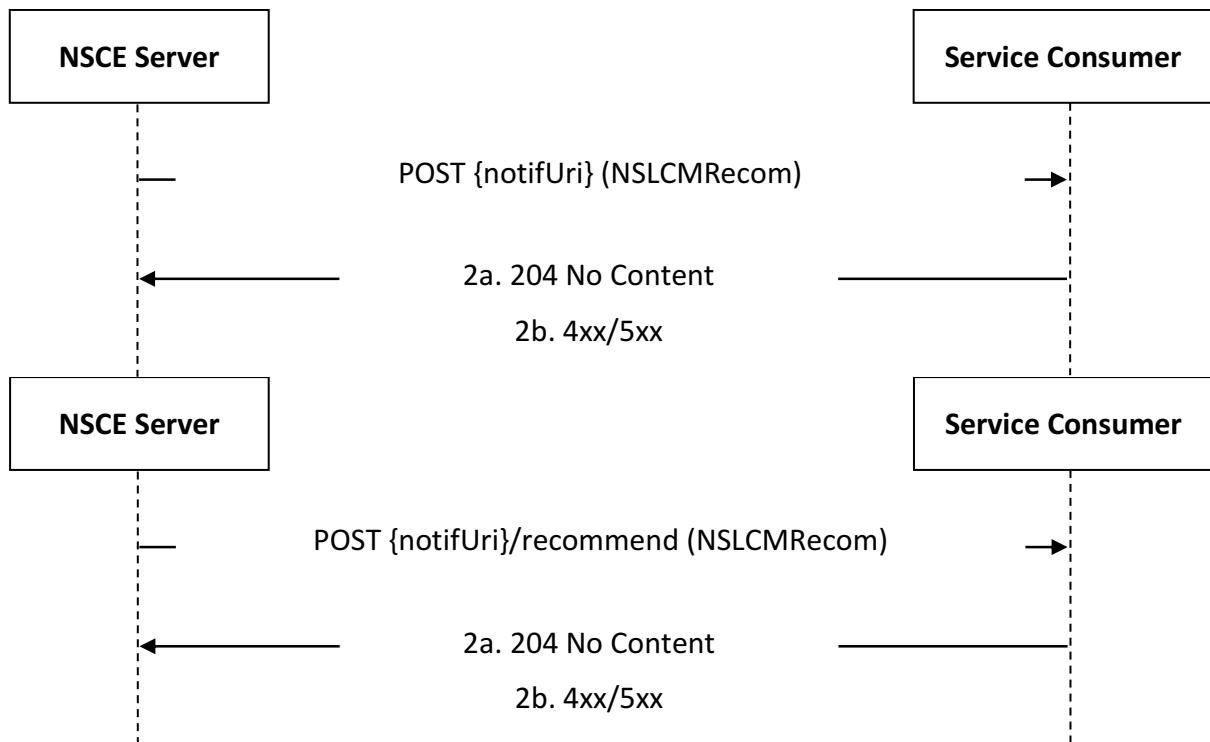 NSCE Server
Service Consumer
POST {notifUri} (NSLCMRecom)
2a. 204 No Content
2b. 4xx/5xx
NSCE Server
Service Consumer
POST {notifUri}/recommend (NSLCMRecom)
2a. 204 No Content
2b. 4xx/5xx